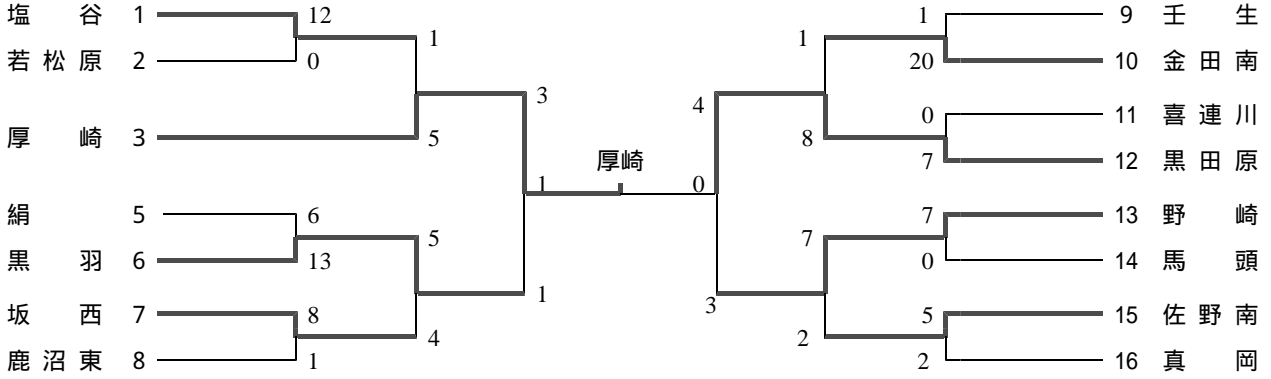 塩谷 1 12
1
若松原 2 0
3
厚崎 3 5
厚崎
1
絹 5 6
5
黒羽 6 13
1
坂西 7 8
4
鹿沼東 8 1
1 9 壬生
1
20 10 金田南
4
0 11 喜連川
8
7 12 黒田原
0
7 13 野崎
7
0 14 馬頭
3
5 15 佐野南
2
2 16 真岡